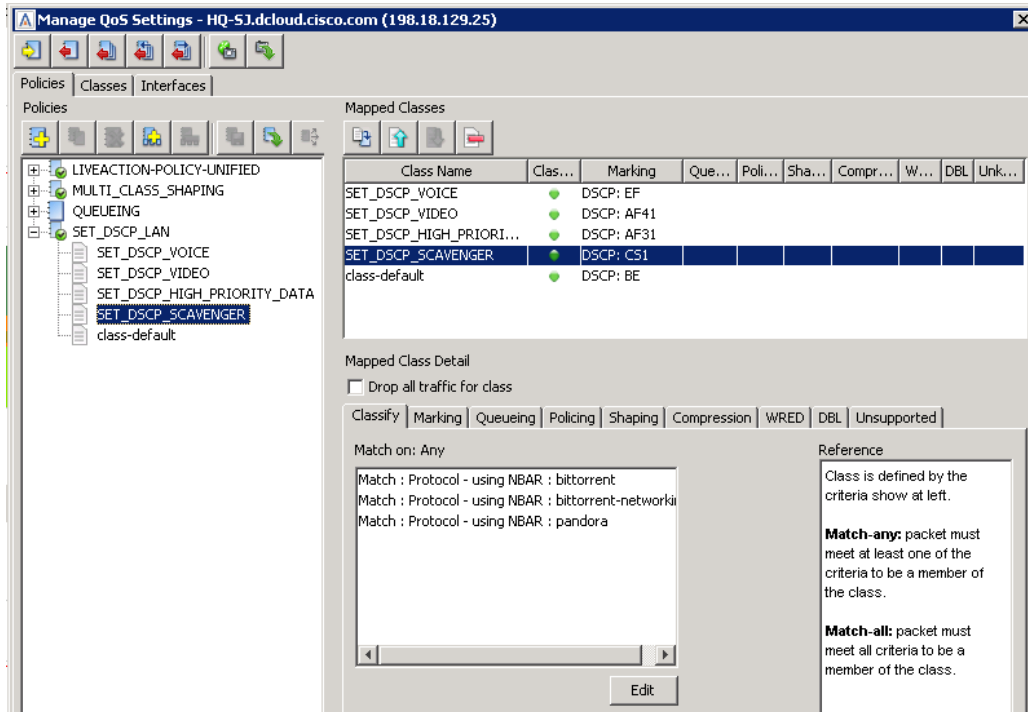 Manage QoS Settings - HQ-SJ.dcloud.cisco.com (198.18.129.25)
Policies Classes Interfaces
Policies
LIVEACTION-POLICY-UNIFIED
MULTI_CLASS_SHAPING
QUEUEING
SET_DSCP_LAN
SET_DSCP_VOICE
SET_DSCP_VIDEO
SET_DSCP_HIGH_PRIORITY_DATA
SET_DSCP_SCAVENGER
class-default
Mapped Classes
Class Name Clas... Marking Que... Poli... Sha... Compr... W... DBL Unk...
SET_DSCP_VOICE DSCP: EF
SET_DSCP_VIDEO DSCP: AF41
SET_DSCP_HIGH_PRIORI... DSCP: AF31
SET_DSCP_SCAVENGER DSCP: CS1
class-default DSCP: BE
Mapped Class Detail
Drop all traffic for class
Classify Marking Queueing Policing Shaping Compression WRED DBL Unsupported
Match on: Any
Match : Protocol - using NBAR : bittorrent
Match : Protocol - using NBAR : bittorrent-networkin
Match : Protocol - using NBAR : pandora
Edit
Reference
Class is defined by the
criteria show at left.
Match-any: packet must
meet at least one of the
criteria to be a member of
the class.
Match-all: packet must
meet all criteria to be a
member of the class.